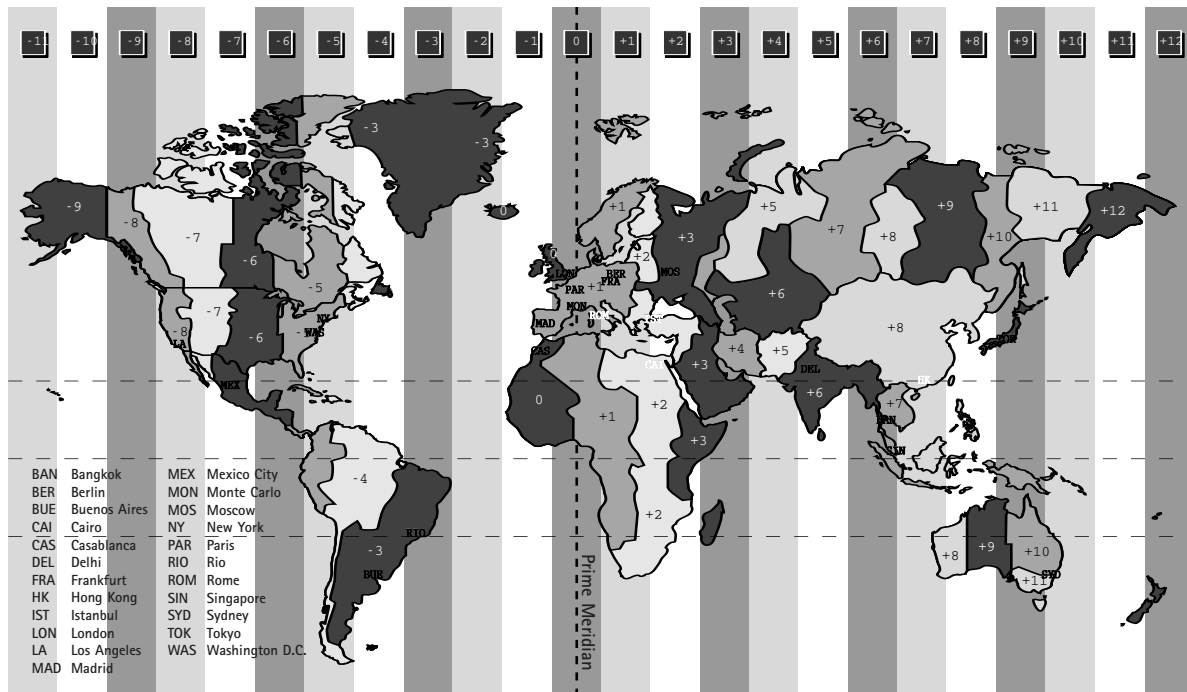 -11 -10 -9 -8 -7 -6 -5 -4 -3 -2 -1 0 +1 +2 +3 +4 +5 +6 +7 +8 +9 +10 +11 +12
-3
-3
-9 -8 -7 0 +1 +5 +9 +11 +12
-6 -5 0 +2 +3 +7 +8 +10
LON BER FRA MOS
PAR +1 +6
-7 MON
-8 -6 - NY WAS MAD ROM IST +8
LA CAS +4 +5 TOK
CAI +3 DEL
MEX HK
0 +1 +2 +6 +7
BAN
+3
SIN
-4
+2
RIO
-3 +8 +9 +10
BUE +11 SYD
Prime Meridian
BAN Bangkok
BER Berlin
BUE Buenos Aires
CAI Cairo
CAS Casablanca
DEL Delhi
FRA Frankfurt
HK Hong Kong
IST Istanbul
LON London
LA Los Angeles
MAD Madrid
MEX Mexico City
MON Monte Carlo
MOS Moscow
NY New York
PAR Paris
RIO Rio
ROM Rome
SIN Singapore
SYD Sydney
TOK Tokyo
WAS Washington D.C.